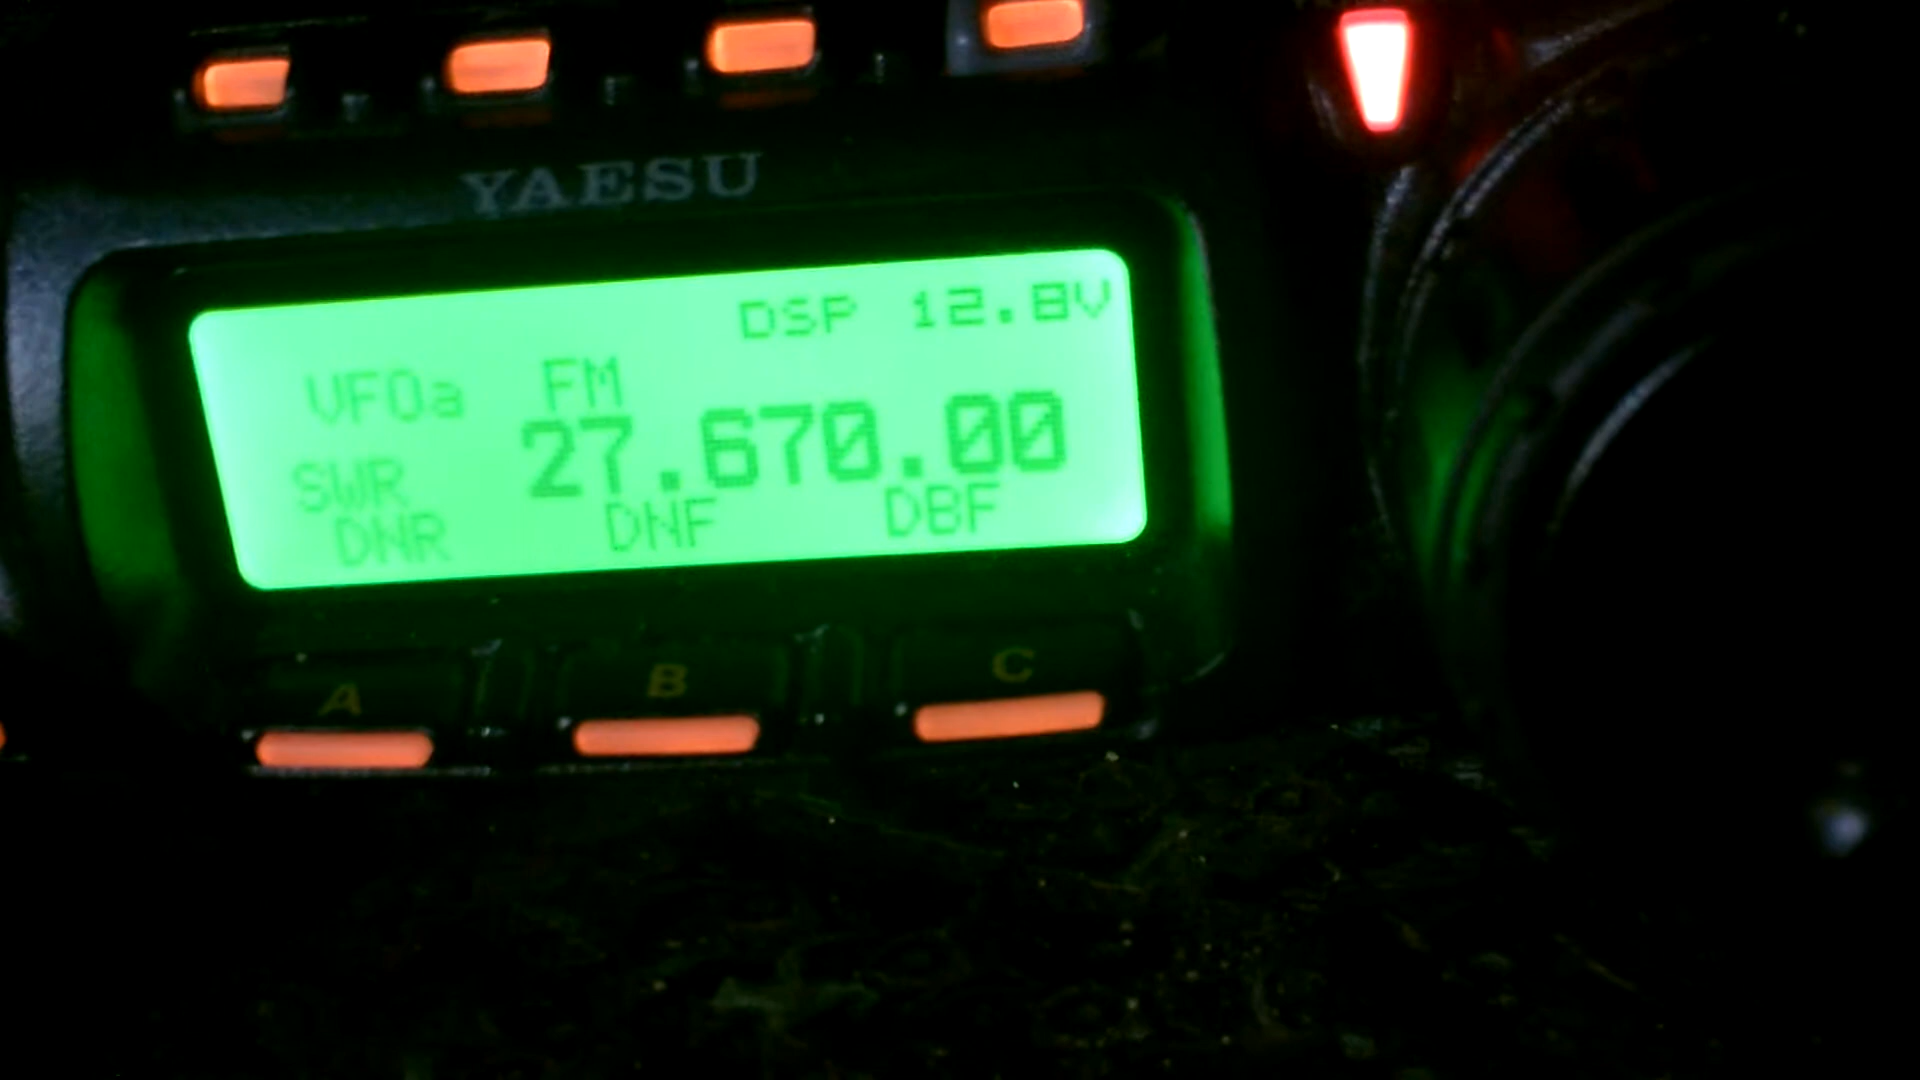 YAESU
DSP 12.8V
VFOa FM
27.670.00
SWR
DNR DNF DBF
A B C